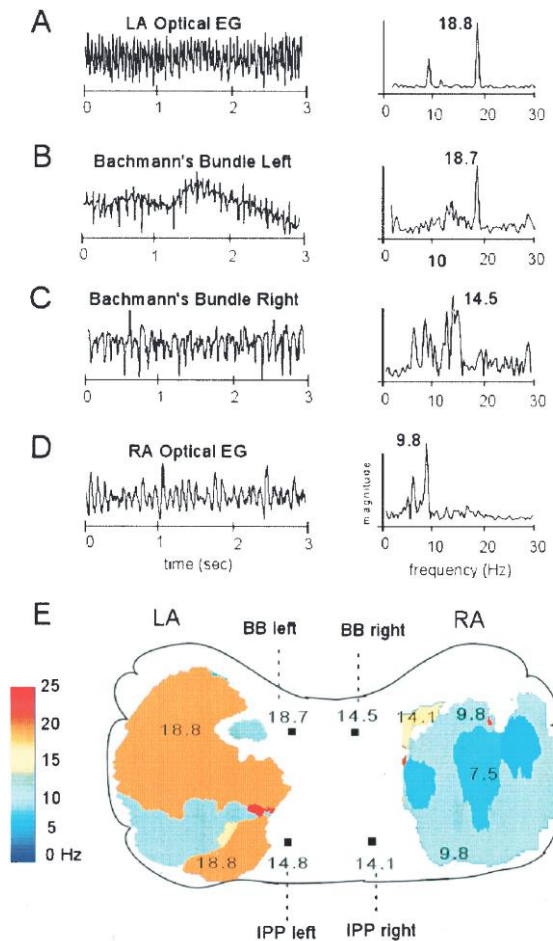 A
LA Optical EG
0 1 2 3
18.8
10 20 30
B
Bachmann's Bundle Left
0 1 2 3
18.7
0 10 20 30
C
Bachmann's Bundle Right
0 1 2 3
14.5
0 10 20 30
D
RA Optical EG
0 1 2 3
time (sec)
9.8
magnitude
0 10 20 30
frequency (Hz)
E
LA
BB left
BB right
RA
25
20
15
10
5
0 Hz
18.8
18.7
14.5
14.1
9.8
7.5
18.8
14.8
14.1
9.8
IPP left
IPP right